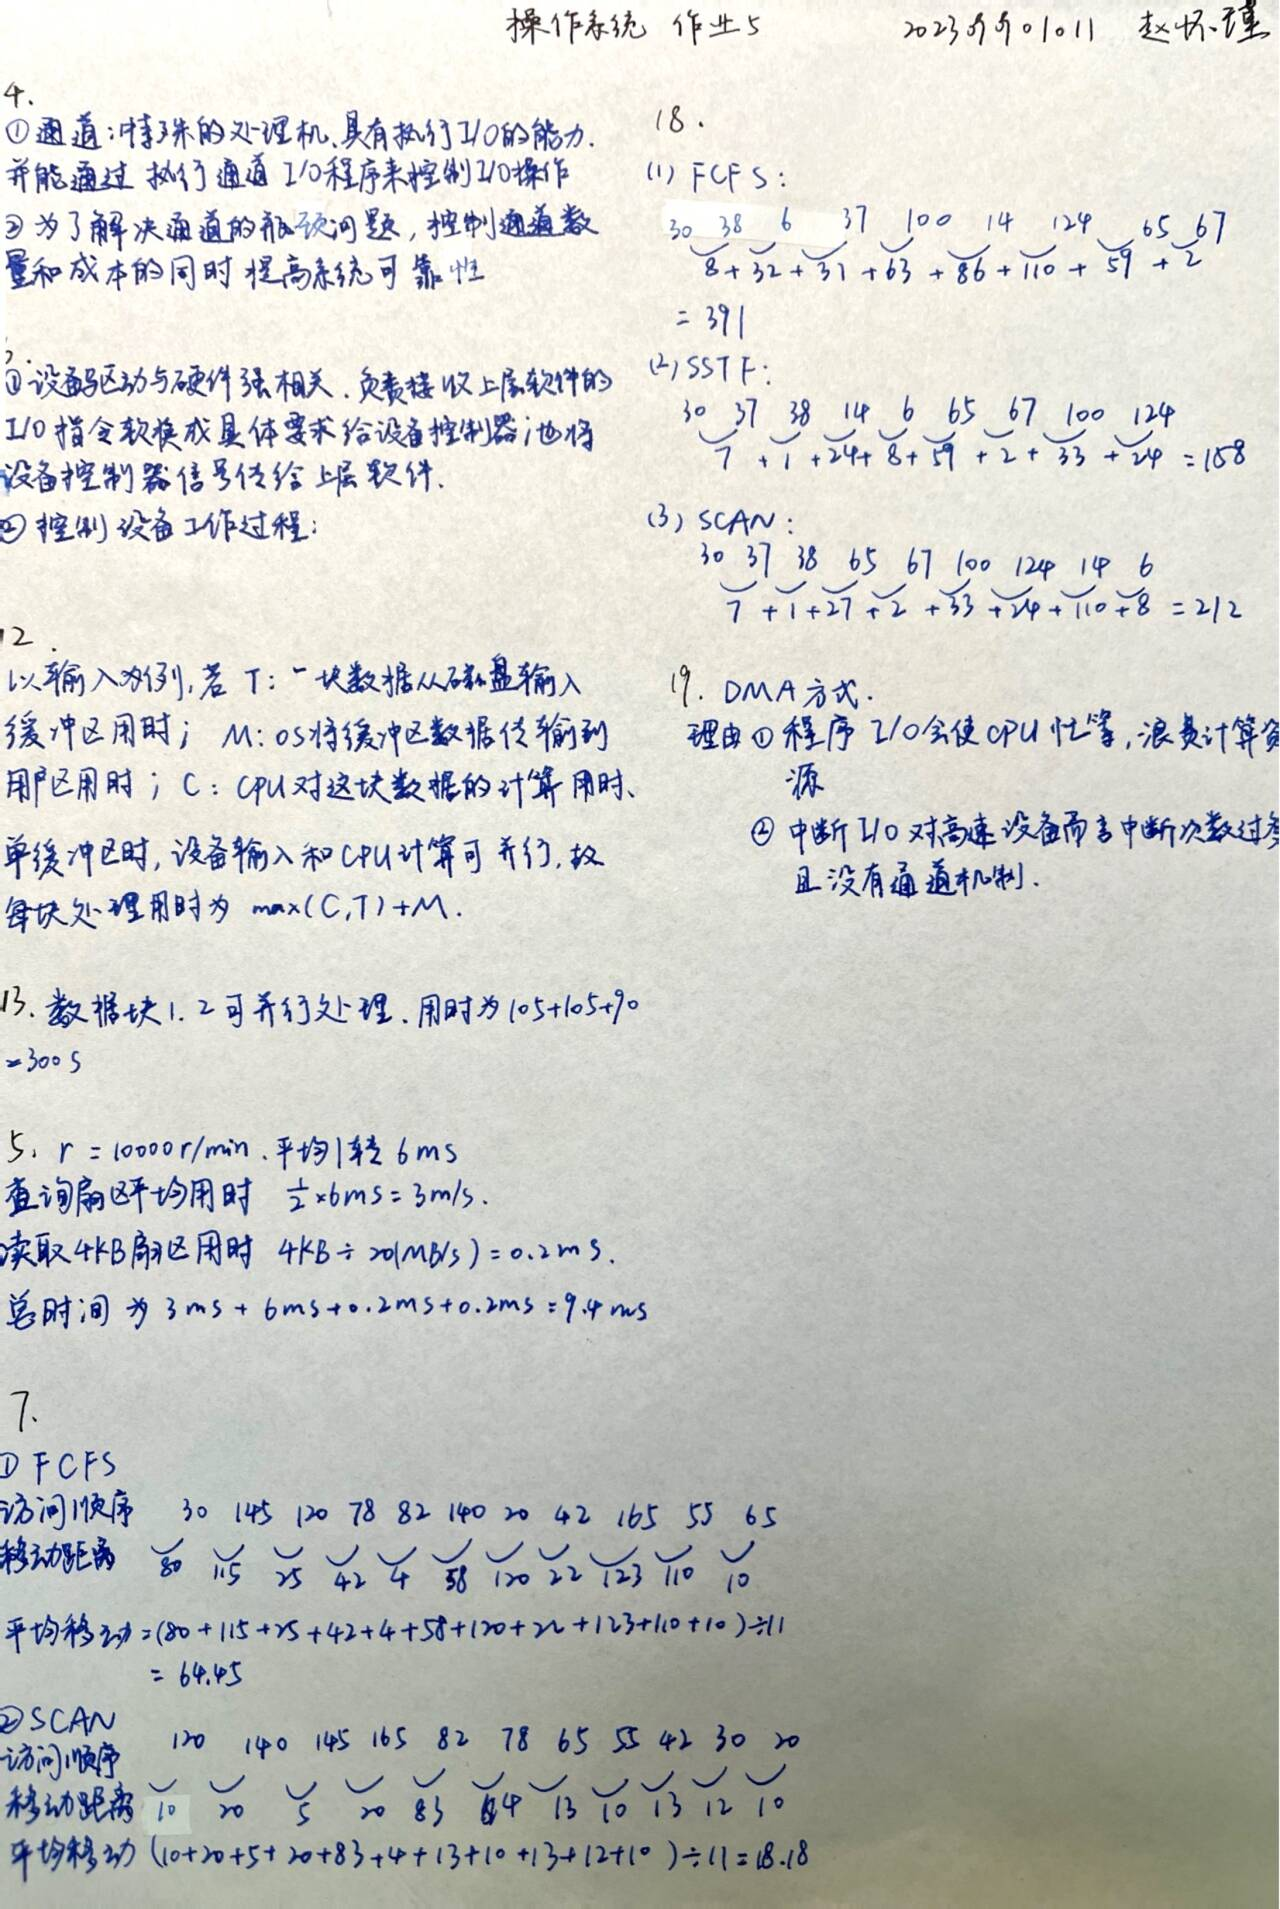 操作系统 作业5 2023990101011 赵怀瑾
4.
①通道:特殊的处理机,具有执行I/O的能力.
并能通过 执行通道 I/O程序来控制I/O操作
②为了解决通道的瓶颈问题,控制通道数
量和成本的同时提高系统可靠性
①设备驱动与硬件强相关.负责接收上层软件的
I/O指令软换成具体要求给设备控制器;也将
设备控制器信号传给上层软件.
②控制设备工作过程:
12.
以输入为例,若 T:一块数据从磁盘输入
缓冲区用时; M:OS将缓冲区数据传输到
用户区用时; C: CPU对这块数据的计算用时、
单缓冲区时,设备输入和CPU计算可并行,故
每块处理用时为 max(C,T)+M.
13.数据块1.2可并行处理.用时为105+105+90
=300s
5. r=10000r/min.平均1转6ms
查询扇区平均用时 1/2×6ms=3m/s.
读取4KB扇区用时 4KB÷20(MB/s)=0.2ms.
总时间为 3ms+6ms+0.2ms+0.2ms=9.4ms
7.
① FCFS
访问顺序 30 145 120 78 82 140 20 42 165 55 65
移动距离 80 115 25 42 4 58 120 22 123 110 10
平均移动=(80+115+25+42+4+58+120+22+123+110+10)÷11
=64.45
②SCAN
访问顺序 120 140 145 165 82 78 65 55 42 30 20
移动距离 10 20 5 20 83 4 13 10 13 12 10
平均移动 (10+20+5+20+83+4+13+10+13+12+10)÷11=18.18
18.
(1) FCFS:
30 38 6 37 100 14 124 65 67
8+32+31+63+86+110+59+2
=391
(2) SSTF:
30 37 38 14 6 65 67 100 124
7+1+24+8+59+2+33+24=158
(3) SCAN:
30 37 38 65 67 100 124 14 6
7+1+27+2+33+24+110+8=212
19. DMA方式.
理由①程序I/O会使CPU忙等,浪费计算资
源
②中断I/O对高速设备而言中断次数过多
且没有通道机制.